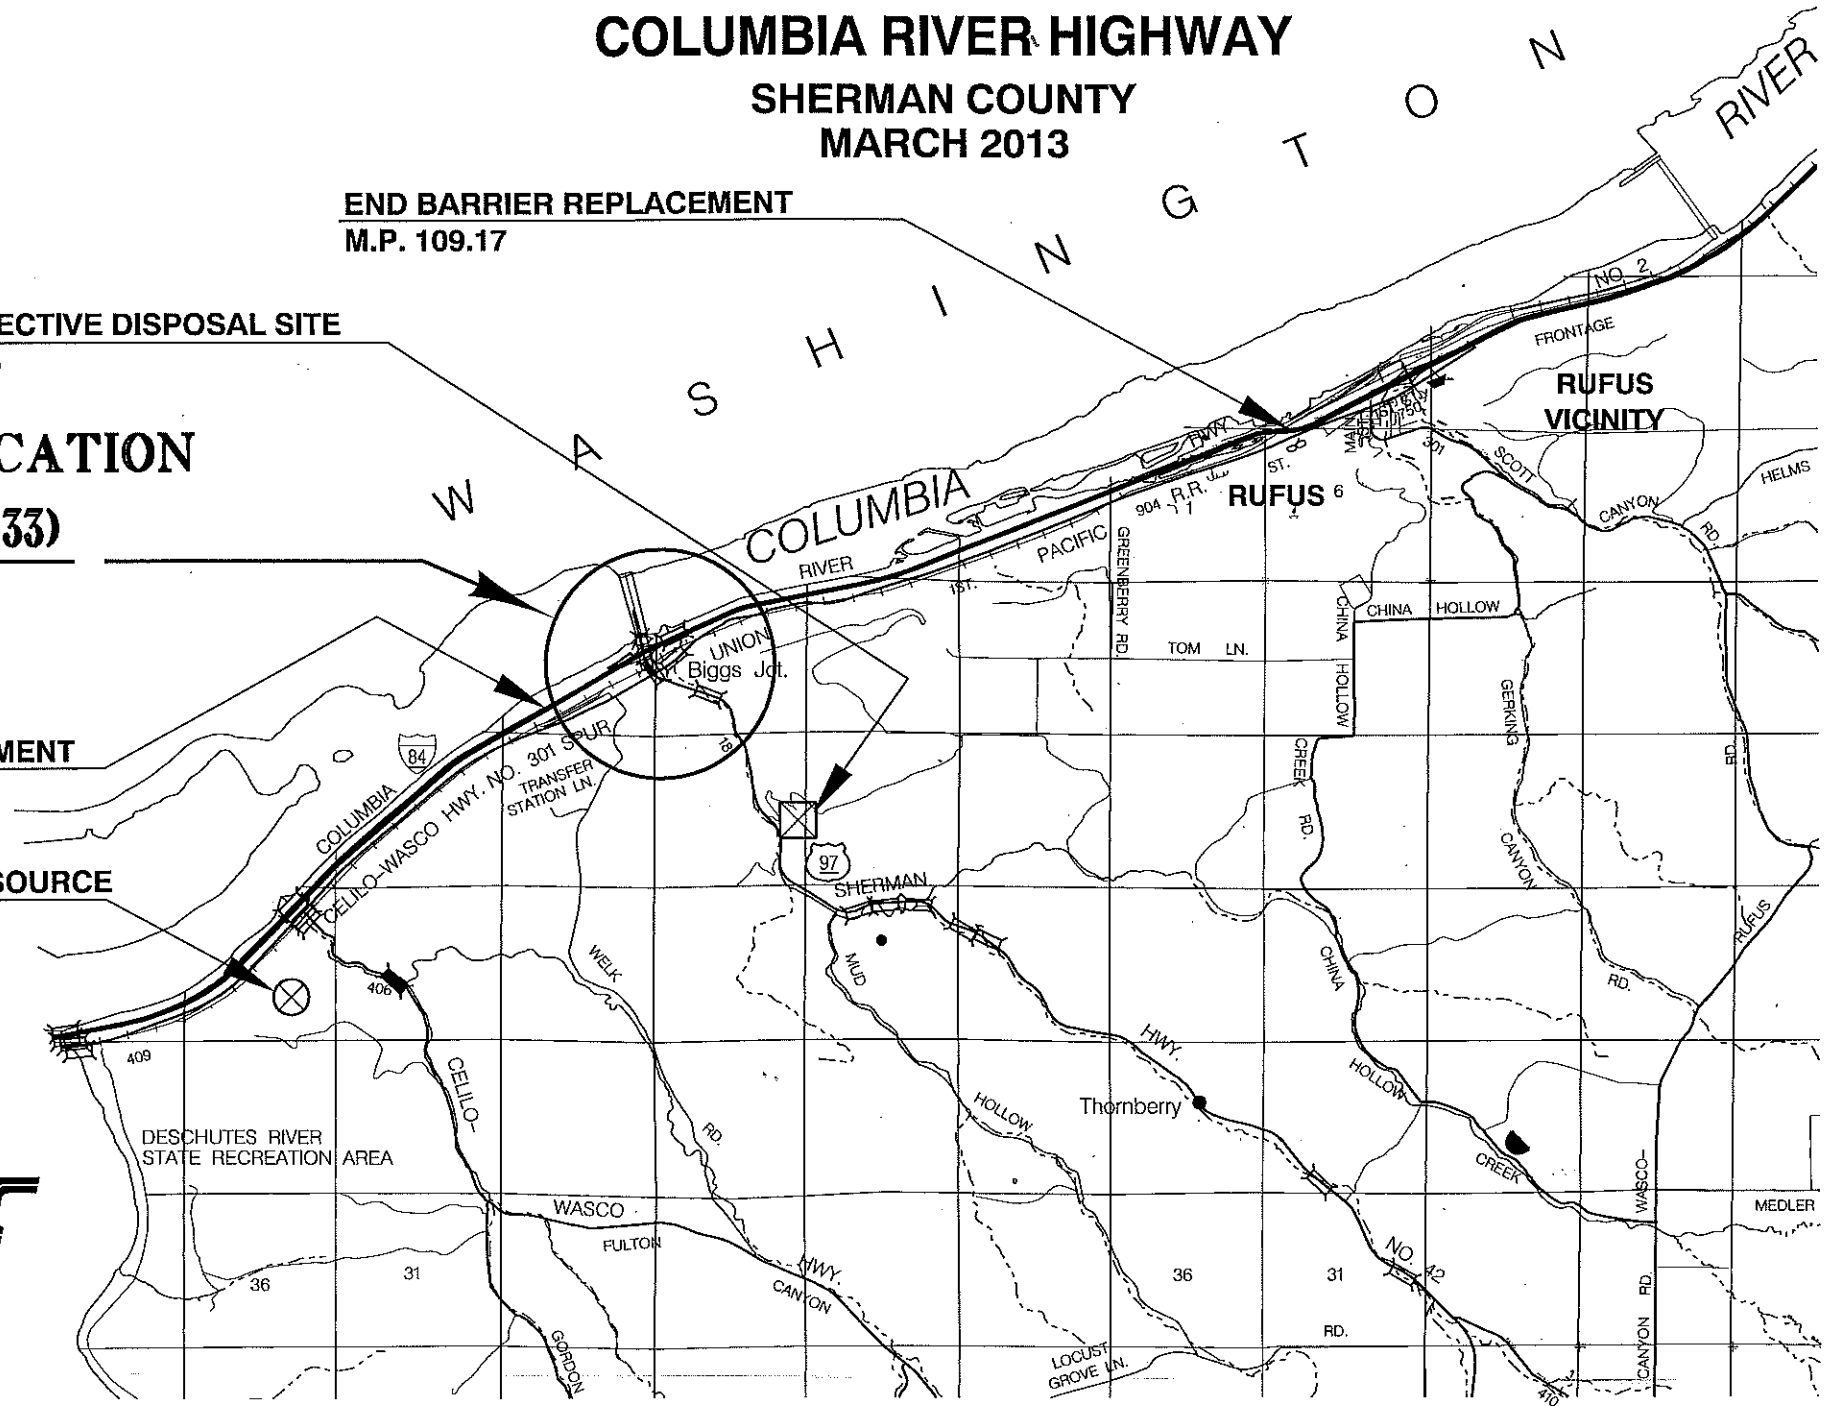 COLUMBIA RIVER HIGHWAY
SHERMAN COUNTY
MARCH 2013
END BARRIER REPLACEMENT
M.P. 109.17
ECTIVE DISPOSAL SITE
CATION
33)
MENT
SOURCE
W A S H I N G T O N
RIVER
NO. 2
FRONTAGE
RUFUS
VICINITY
HELMS
COLUMBIA
RIVER
HWY.
MAIN
301
SCOTT
CANYON
RD.
ST.
RUFUS
6
904
R.R.
PACIFIC
1ST.
UNION
Biggs Jct.
GREENBERRY RD.
TOM LN.
CHINA HOLLOW
CHINA
HOLLOW
CREEK
RD.
GERKING
CANYON
RD.
RD.
18
84
COLUMBIA
CELILO-WASCO HWY. NO. 301 SPUR
TRANSFER
STATION LN.
97
SHERMAN
MUD
WELK
406
409
CHINA
RUFUS
HWY.
CELILO-
HOLLOW
Thornberry
HOLLOW
CREEK
RD.
DESCHUTES RIVER
STATE RECREATION AREA
WASCO-
MEDLER
WASCO
FULTON
HWY.
CANYON
NO. 42
36
31
36
31
RD.
CANYON RD.
GORDON
LOCUST
GROVE LN.
410